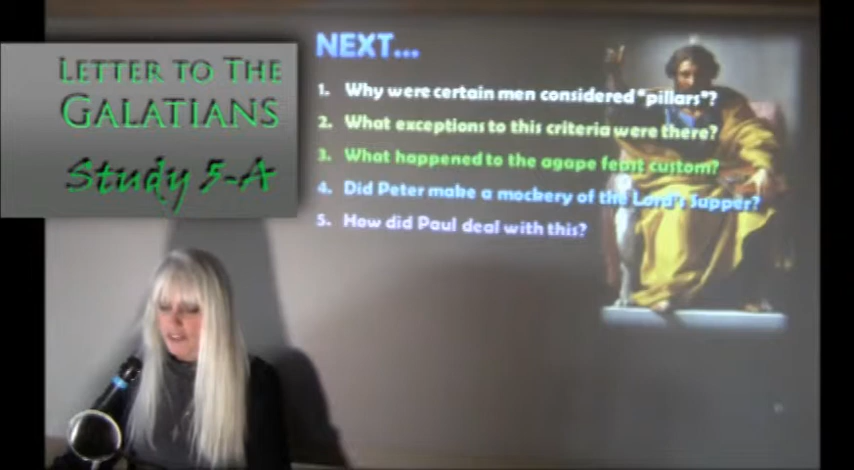 LETTER TO THE
GALATIANS
Study 5-A
NEXT...
1. Why were certain men considered "pillars"?
2. What exceptions to this criteria were there?
3. What happened to the agape feast custom?
4. Did Peter make a mockery of the Lord's Supper?
5. How did Paul deal with this?